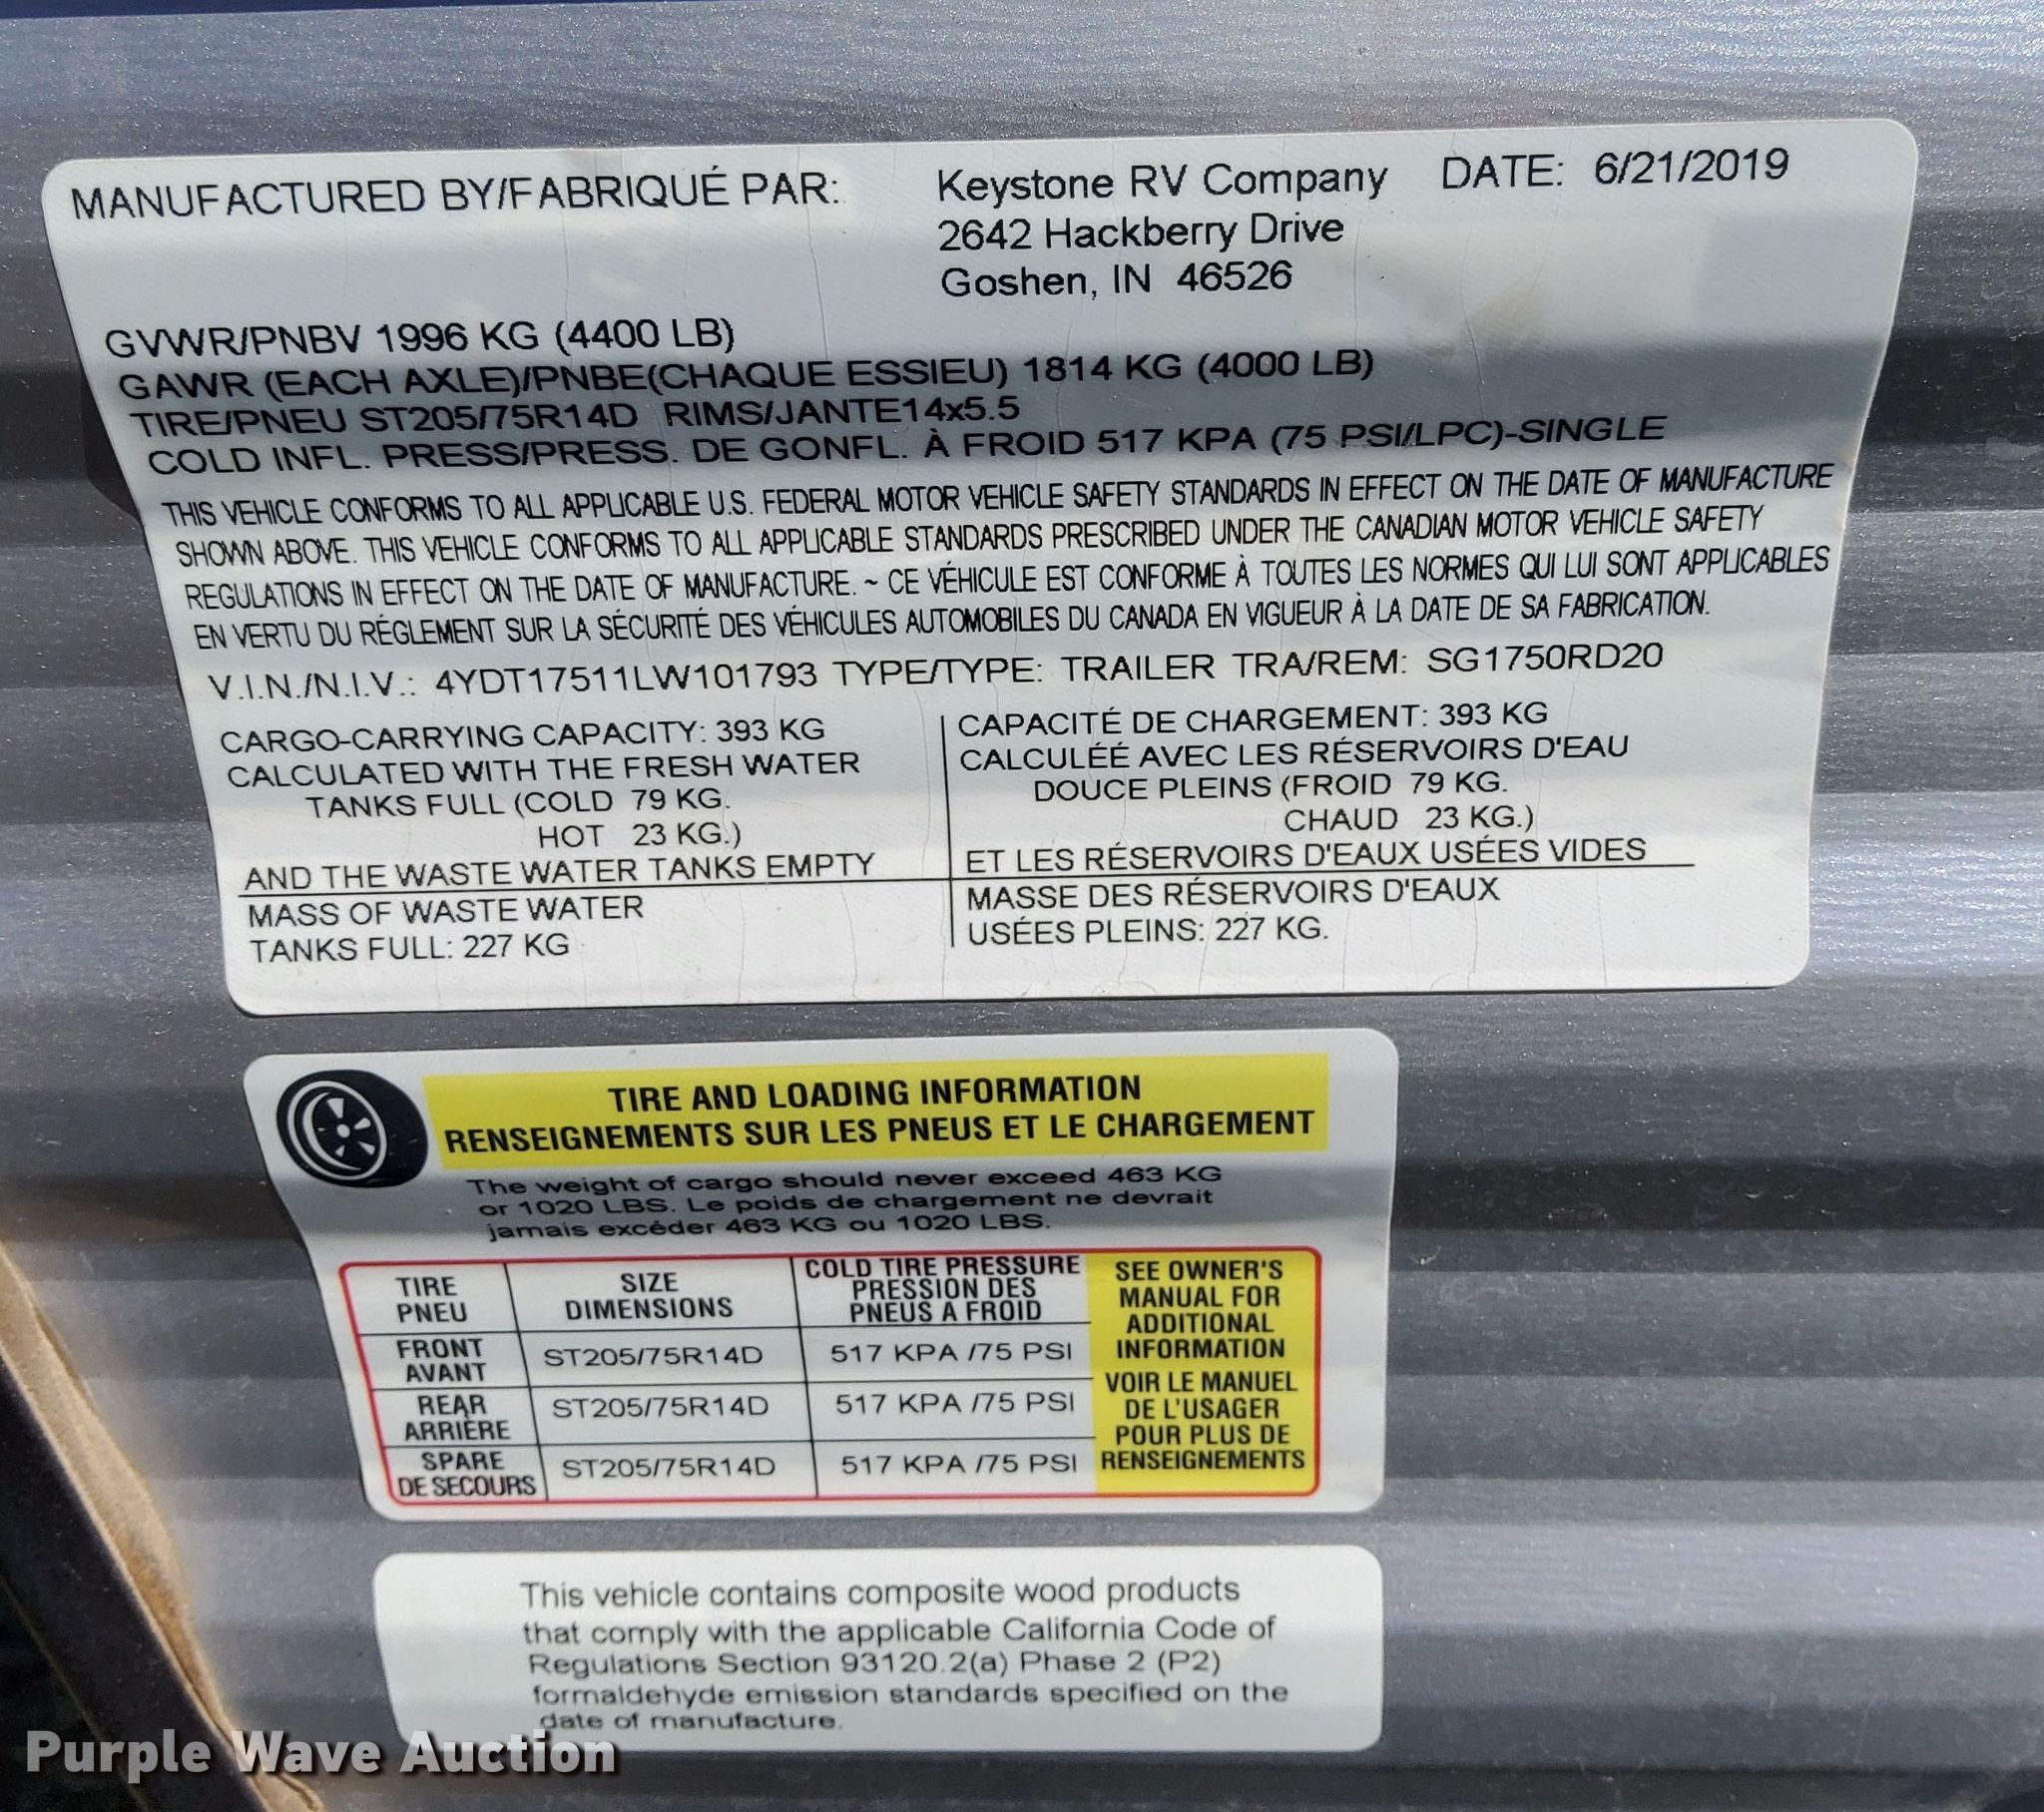 MANUFACTURED BY/FABRIQUÉ PAR: Keystone RV Company DATE: 6/21/2019
2642 Hackberry Drive
Goshen, IN 46526
GVWR/PNBV 1996 KG (4400 LB)
GAWR (EACH AXLE)/PNBE(CHAQUE ESSIEU) 1814 KG (4000 LB)
TIRE/PNEU ST205/75R14D RIMS/JANTE14x5.5
COLD INFL. PRESS/PRESS. DE GONFL. À FROID 517 KPA (75 PSI/LPC)-SINGLE
THIS VEHICLE CONFORMS TO ALL APPLICABLE U.S. FEDERAL MOTOR VEHICLE SAFETY STANDARDS IN EFFECT ON THE DATE OF MANUFACTURE
SHOWN ABOVE. THIS VEHICLE CONFORMS TO ALL APPLICABLE STANDARDS PRESCRIBED UNDER THE CANADIAN MOTOR VEHICLE SAFETY
REGULATIONS IN EFFECT ON THE DATE OF MANUFACTURE. ~ CE VÉHICULE EST CONFORME À TOUTES LES NORMES QUI LUI SONT APPLICABLES
EN VERTU DU RÉGLEMENT SUR LA SÉCURITÉ DES VÉHICULES AUTOMOBILES DU CANADA EN VIGUEUR À LA DATE DE SA FABRICATION.
V.I.N./N.I.V.: 4YDT17511LW101793 TYPE/TYPE: TRAILER TRA/REM: SG1750RD20
CARGO-CARRYING CAPACITY: 393 KG
CALCULATED WITH THE FRESH WATER
TANKS FULL (COLD 79 KG.
HOT 23 KG.)
AND THE WASTE WATER TANKS EMPTY
MASS OF WASTE WATER
TANKS FULL: 227 KG
CAPACITÉ DE CHARGEMENT: 393 KG
CALCULÉÉ AVEC LES RÉSERVOIRS D'EAU
DOUCE PLEINS (FROID 79 KG.
CHAUD 23 KG.)
ET LES RÉSERVOIRS D'EAUX USÉES VIDES
MASSE DES RÉSERVOIRS D'EAUX
USÉES PLEINS: 227 KG.
TIRE AND LOADING INFORMATION
RENSEIGNEMENTS SUR LES PNEUS ET LE CHARGEMENT
The weight of cargo should never exceed 463 KG
or 1020 LBS. Le poids de chargement ne devrait
jamais excéder 463 KG ou 1020 LBS.
TIRE
PNEU
SIZE
DIMENSIONS
COLD TIRE PRESSURE
PRESSION DES
PNEUS A FROID
FRONT
AVANT
ST205/75R14D 517 KPA /75 PSI
REAR
ARRIÈRE
ST205/75R14D 517 KPA /75 PSI
SPARE
DE SECOURS
ST205/75R14D 517 KPA /75 PSI
SEE OWNER'S
MANUAL FOR
ADDITIONAL
INFORMATION
VOIR LE MANUEL
DE L'USAGER
POUR PLUS DE
RENSEIGNEMENTS
This vehicle contains composite wood products
that comply with the applicable California Code of
Regulations Section 93120.2(a) Phase 2 (P2)
formaldehyde emission standards specified on the
date of manufacture.
Purple Wave Auction